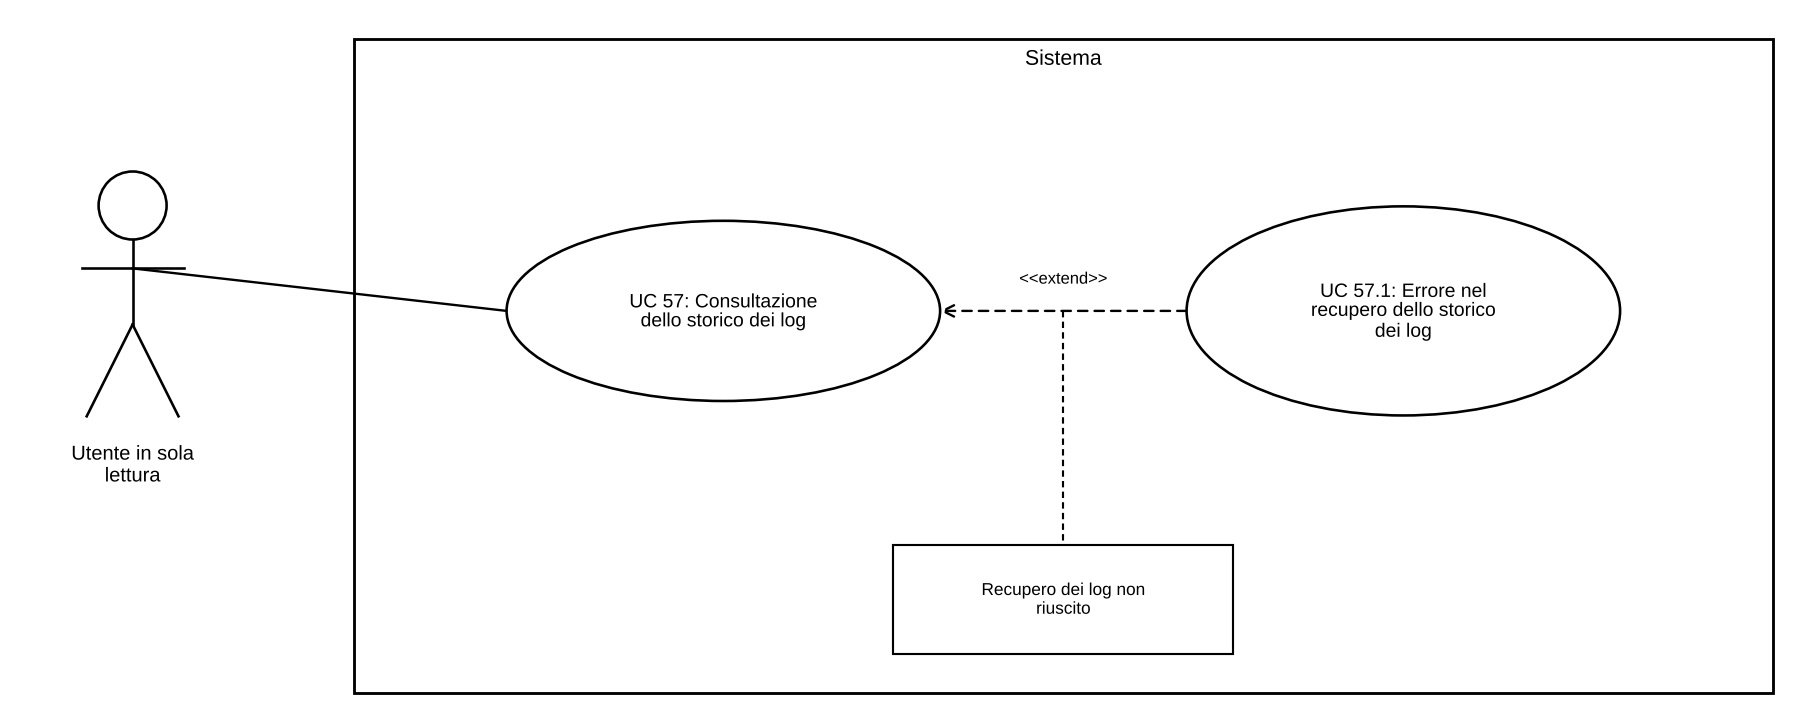 Sistema
<<extend>>
UC 57: Consultazione
dello storico dei log
UC 57.1: Errore nel
recupero dello storico
dei log
Utente in sola
lettura
Recupero dei log non
riuscito